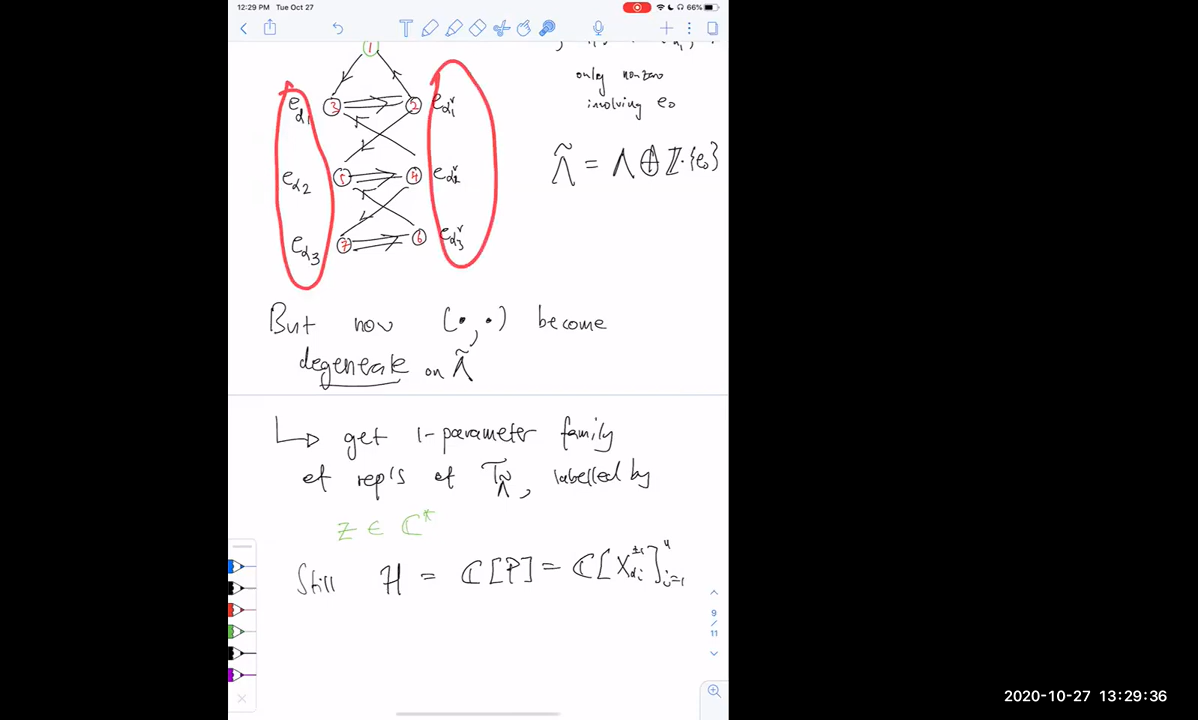 12:29 PM Tue Oct 27
66%
only nonzero
involving e₀
1
e_{α₁} 3 2 e_{α₁^∨}
Λ̃ = Λ ⊕ ℤ·{e₀}
e_{α₂} 5 4 e_{α₂^∨}
e_{α₃} 7 6 e_{α₃^∨}
But now (•,•) become
degenerate on Λ̃
↳ get 1-parameter family
of rep's of T_{Λ̃}, labelled by
z ∈ ℂ*
Still H = ℂ[P] = ℂ[X_{αi}^{±1}]_{i=1}^{n}
9
/
11
2020-10-27 13:29:36